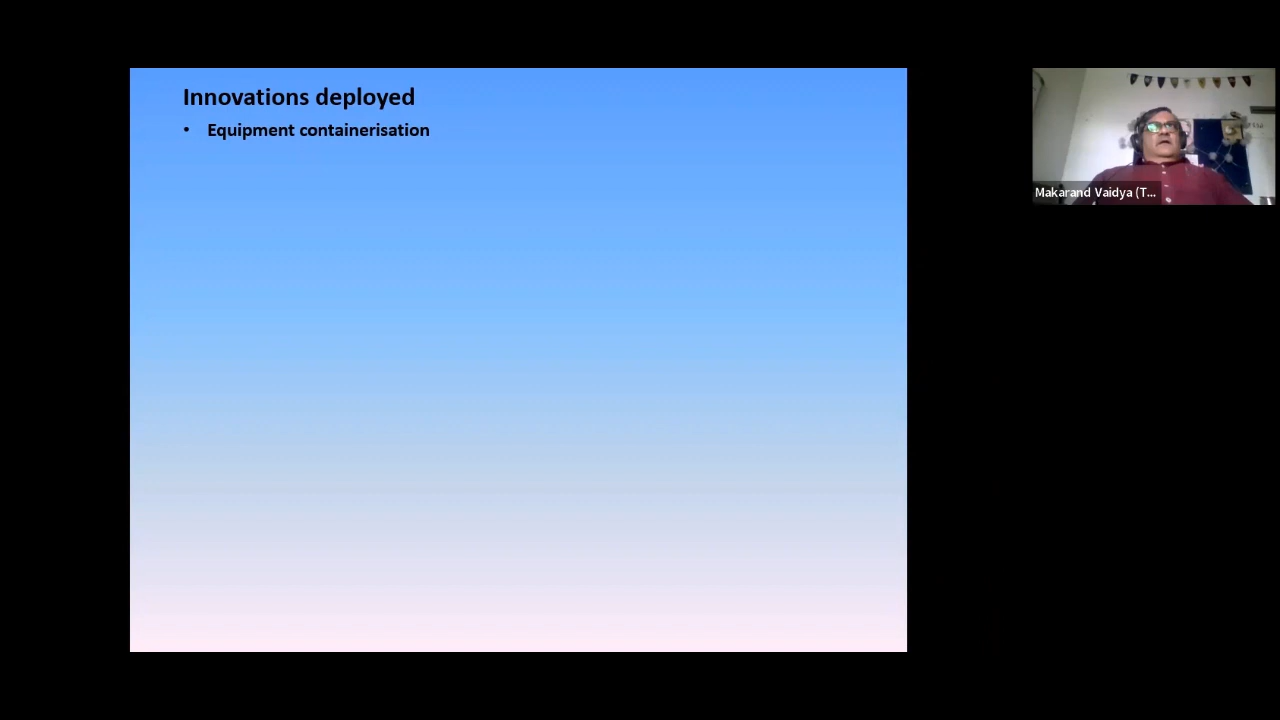 Innovations deployed
• Equipment containerisation
Makarand Vaidya (T...